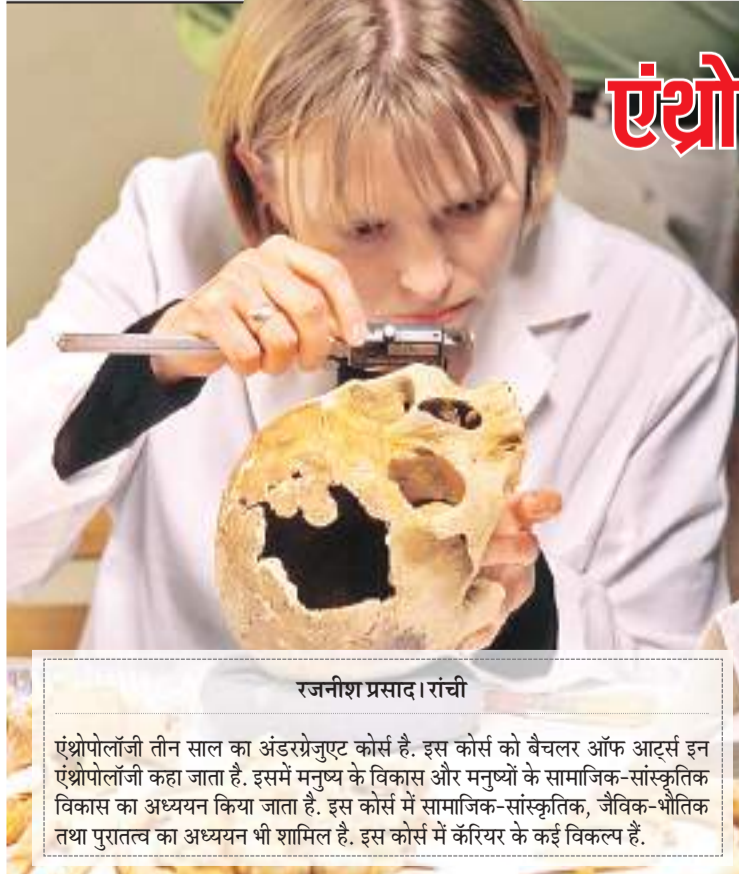 एंथ्रो
रजनीश प्रसाद। रांची
एंथ्रोपोलॉजी तीन साल का अंडरग्रेजुएट कोर्स है. इस कोर्स को बैचलर ऑफ आर्ट्स इन
एंथ्रोपोलॉजी कहा जाता है. इसमें मनुष्य के विकास और मनुष्यों के सामाजिक-सांस्कृतिक
विकास का अध्ययन किया जाता है. इस कोर्स में सामाजिक-सांस्कृतिक, जैविक-भौतिक
तथा पुरातत्व का अध्ययन भी शामिल है. इस कोर्स में कॅरियर के कई विकल्प हैं.